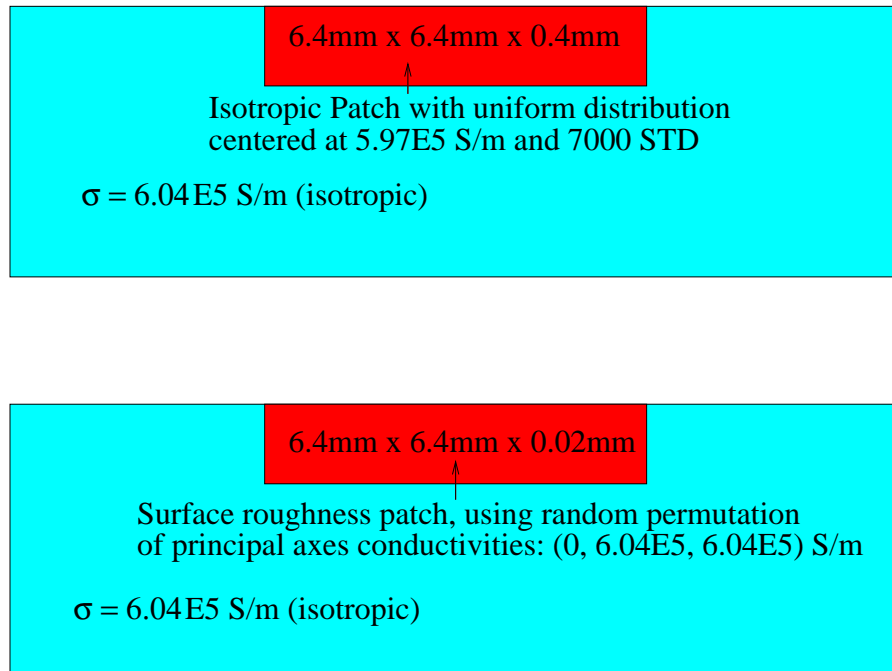 6.4mm x 6.4mm x 0.4mm
Isotropic Patch with uniform distribution
centered at 5.97E5 S/m and 7000 STD
σ = 6.04E5 S/m (isotropic)
6.4mm x 6.4mm x 0.02mm
Surface roughness patch, using random permutation
of principal axes conductivities: (0, 6.04E5, 6.04E5) S/m
σ = 6.04E5 S/m (isotropic)